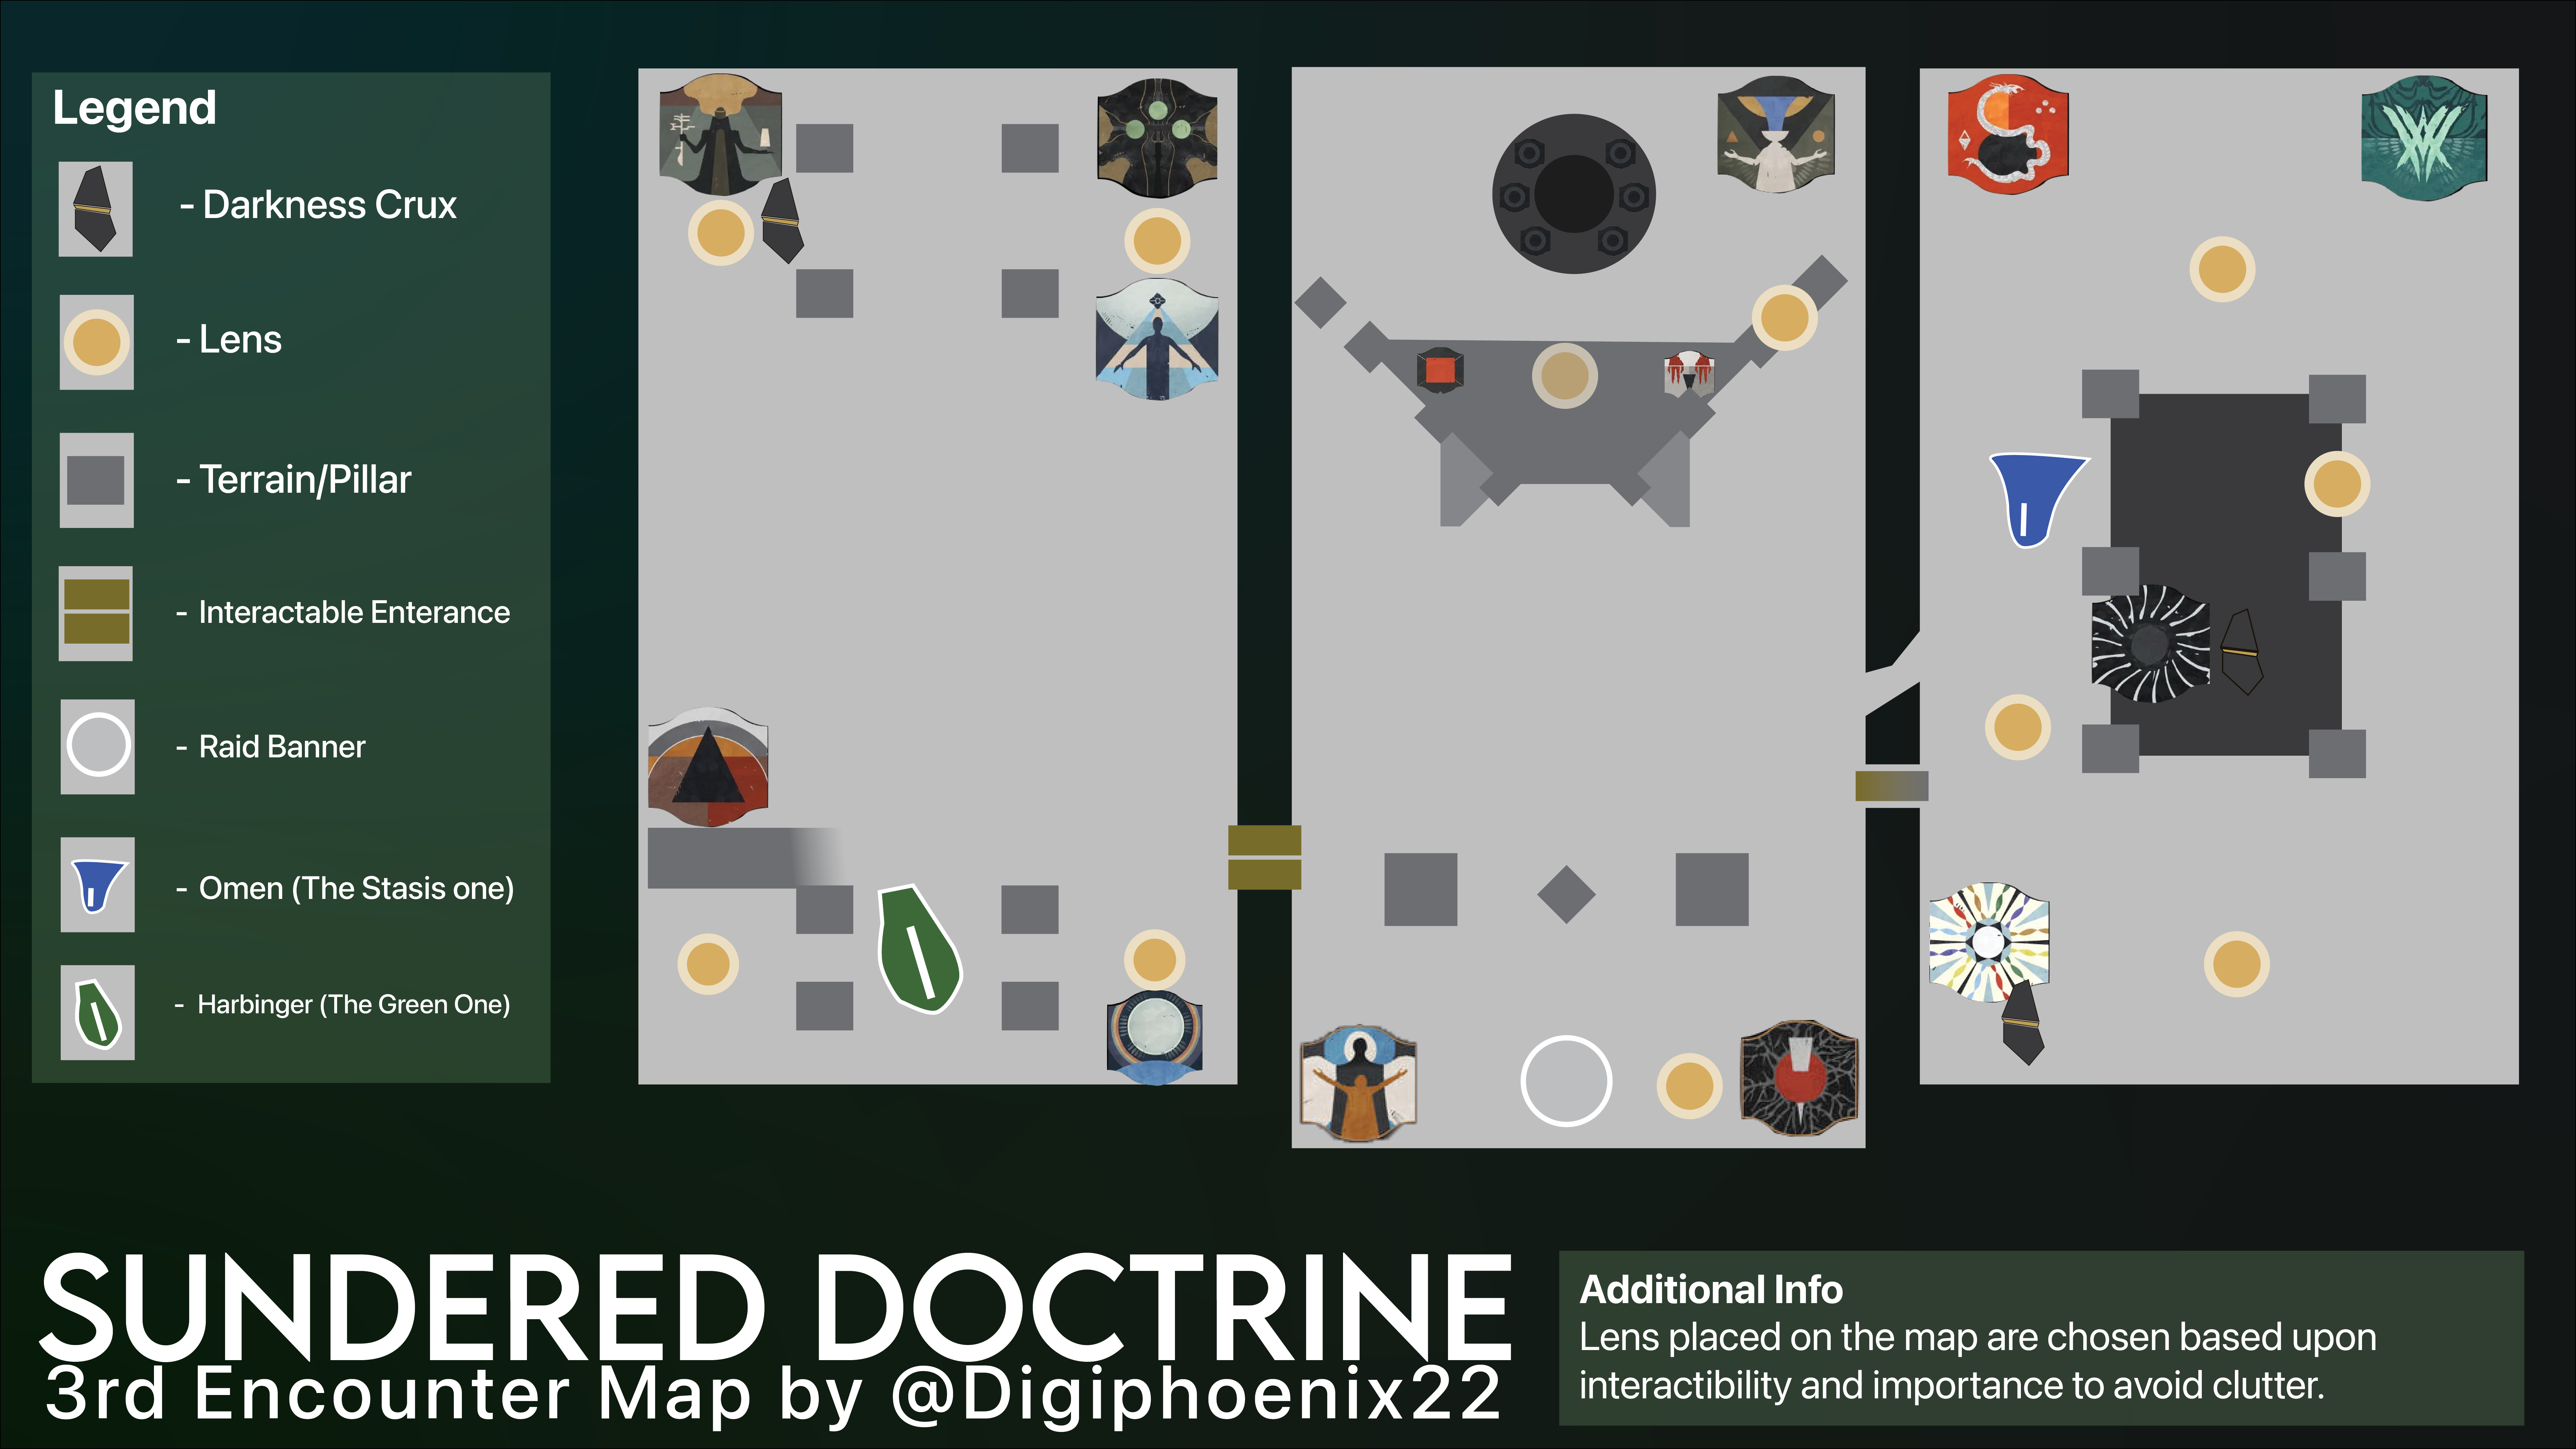 Legend
- Darkness Crux
- Lens
- Terrain/Pillar
- Interactable Enterance
- Raid Banner
- Omen (The Stasis one)
- Harbinger (The Green One)
SUNDERED DOCTRINE
3rd Encounter Map by @Digiphoenix22
Additional Info
Lens placed on the map are chosen based upon
interactibility and importance to avoid clutter.